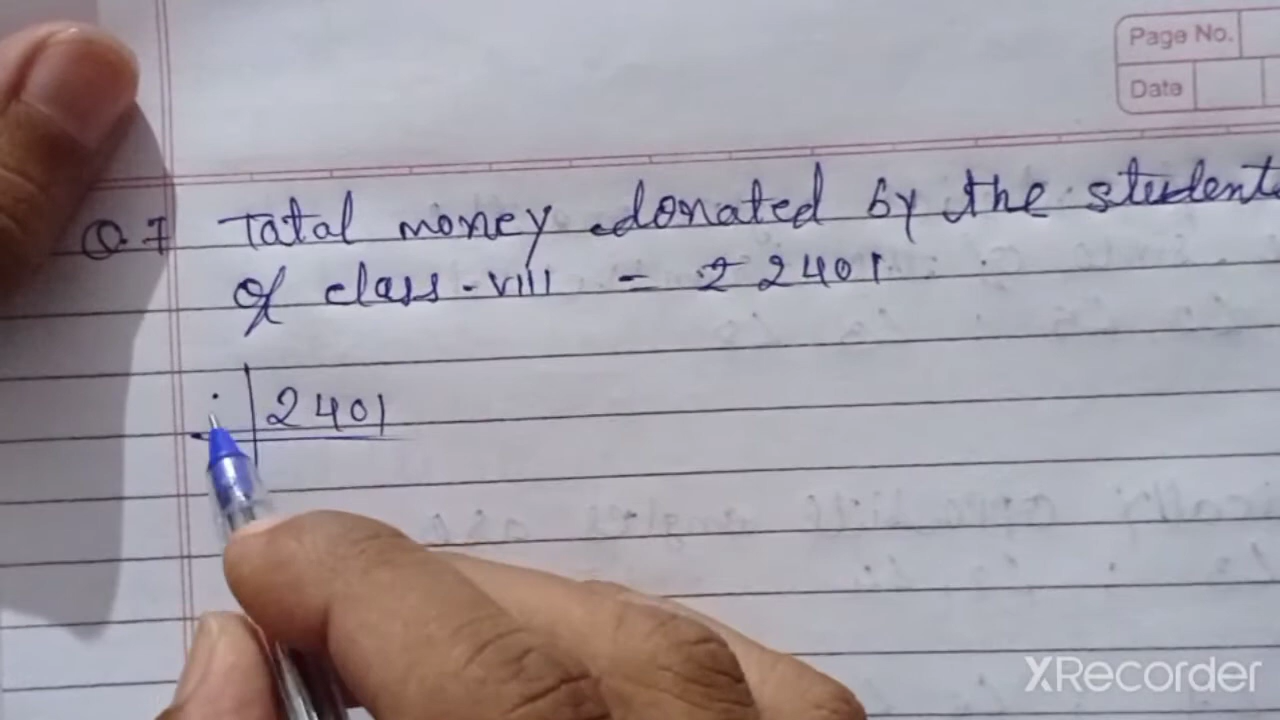 Page No.
Date
Q.7 Total money donated by the student
of class-VIII = ₹ 2401
2401
XRecorder